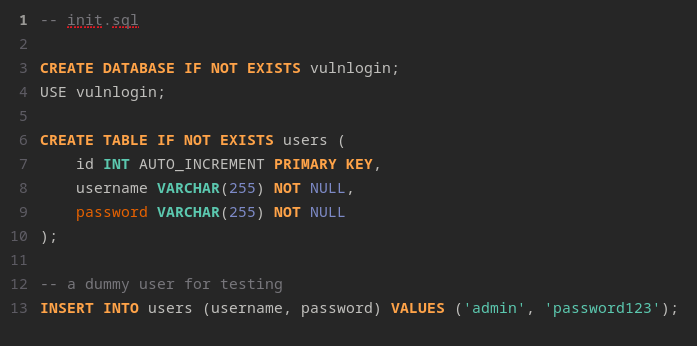 1 -- init.sql
2
3 CREATE DATABASE IF NOT EXISTS vulnlogin;
4 USE vulnlogin;
5
6 CREATE TABLE IF NOT EXISTS users (
7     id INT AUTO_INCREMENT PRIMARY KEY,
8     username VARCHAR(255) NOT NULL,
9     password VARCHAR(255) NOT NULL
10 );
11
12 -- a dummy user for testing
13 INSERT INTO users (username, password) VALUES ('admin', 'password123');